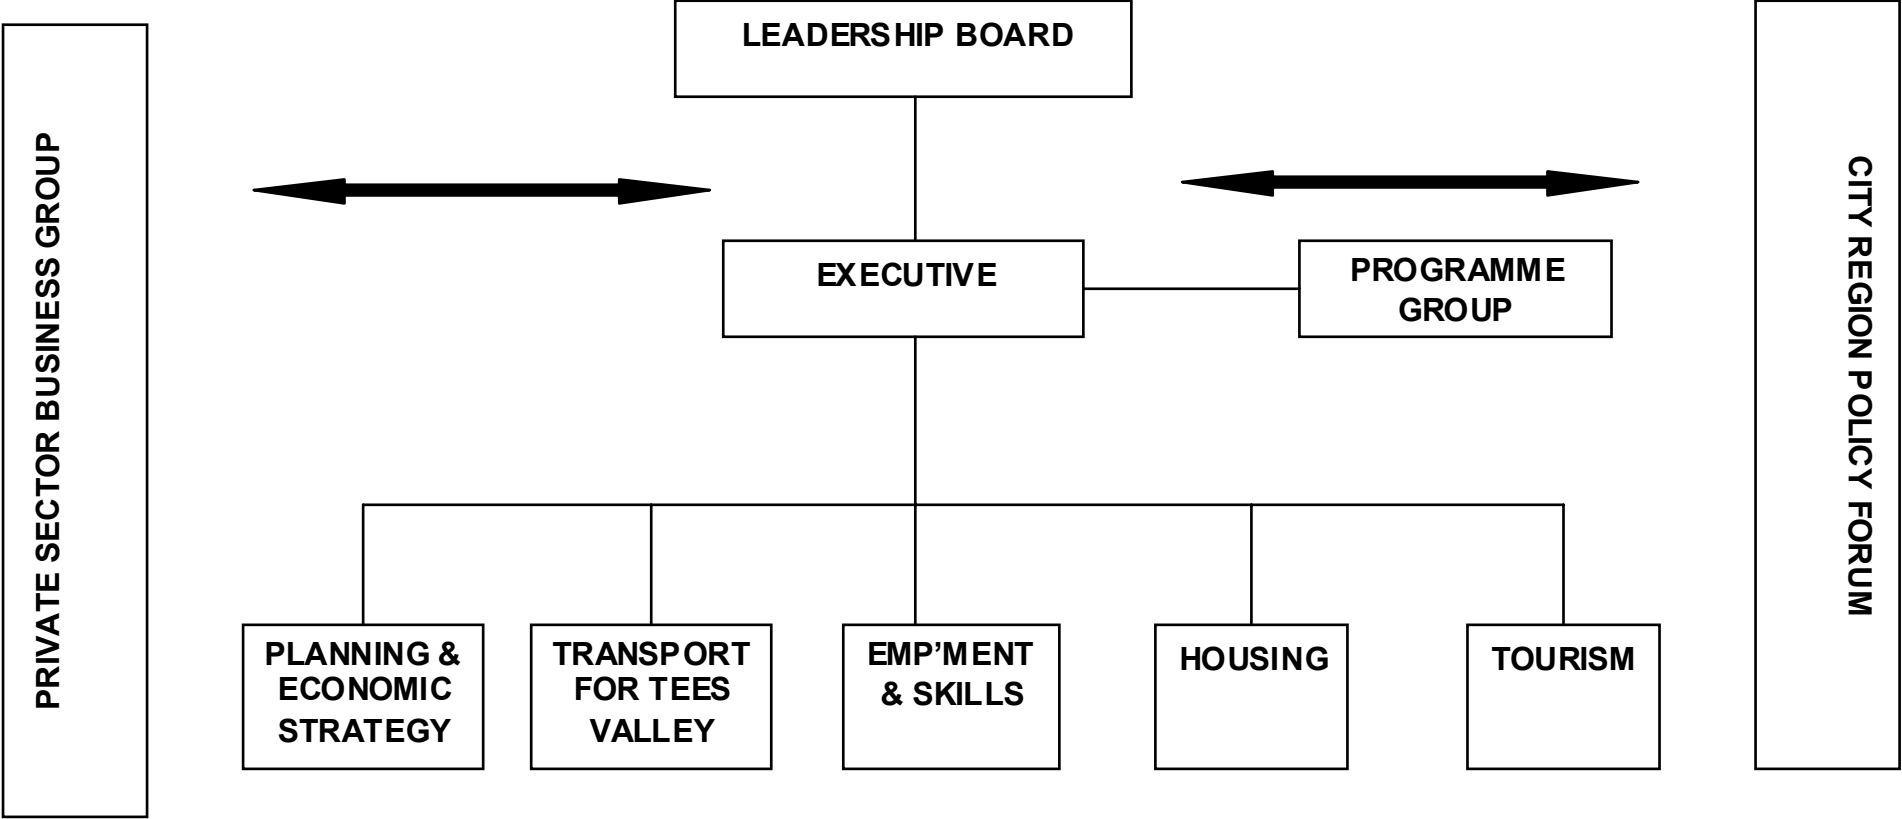 LEADERSHIP BOARD
PRIVATE SECTOR BUSINESS GROUP
CITY REGION POLICY FORUM
EXECUTIVE
PROGRAMME
GROUP
PLANNING &
ECONOMIC
STRATEGY
TRANSPORT
FOR TEES
VALLEY
EMP’MENT
& SKILLS
HOUSING
TOURISM